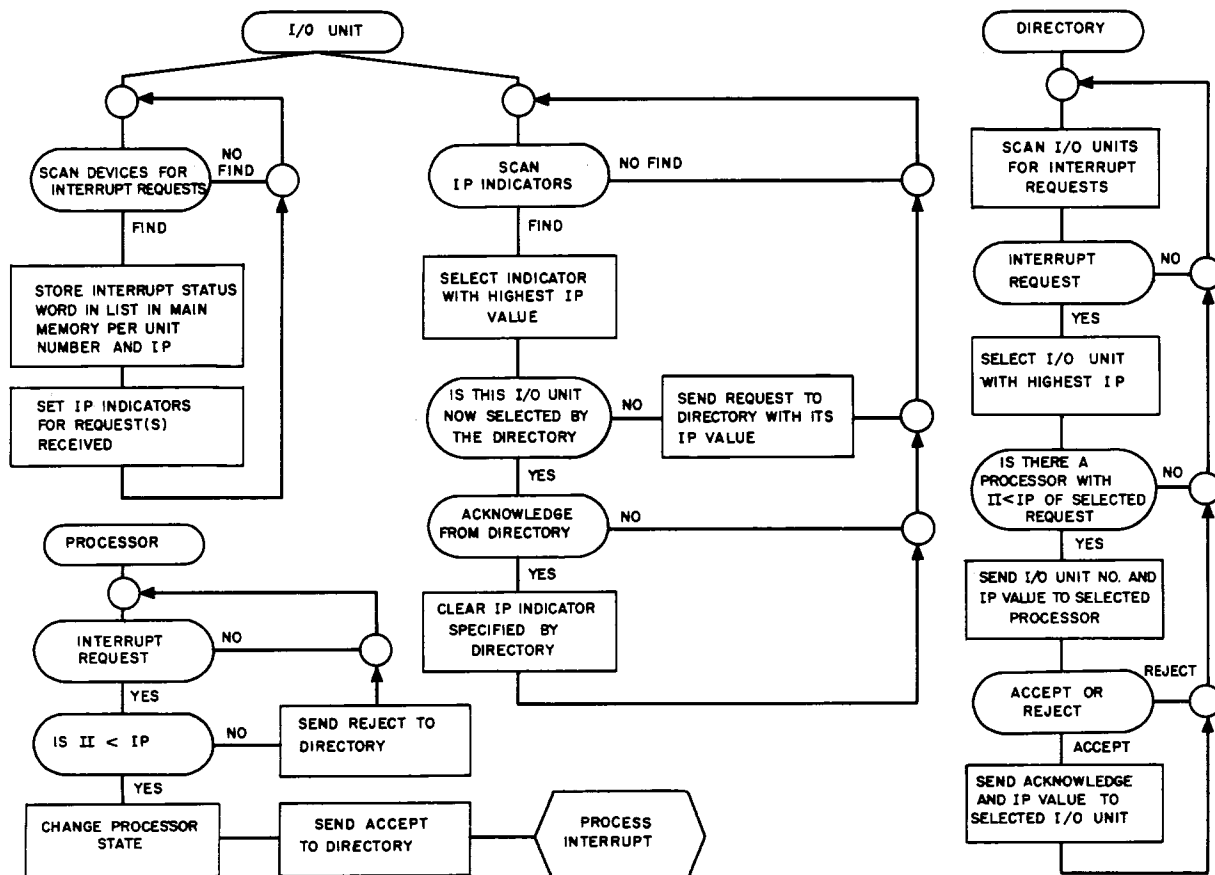 I/O UNIT
SCAN DEVICES FOR
INTERRUPT REQUESTS
NO
FIND
FIND
STORE INTERRUPT STATUS
WORD IN LIST IN MAIN
MEMORY PER UNIT
NUMBER AND IP
SET IP INDICATORS
FOR REQUEST(S)
RECEIVED
SCAN
IP INDICATORS
NO FIND
FIND
SELECT INDICATOR
WITH HIGHEST IP
VALUE
IS THIS I/O UNIT
NOW SELECTED BY
THE DIRECTORY
NO
SEND REQUEST TO
DIRECTORY WITH ITS
IP VALUE
YES
ACKNOWLEDGE
FROM DIRECTORY
NO
YES
CLEAR IP INDICATOR
SPECIFIED BY
DIRECTORY
PROCESSOR
INTERRUPT
REQUEST
NO
YES
IS II < IP
NO
SEND REJECT TO
DIRECTORY
YES
CHANGE PROCESSOR
STATE
SEND ACCEPT
TO DIRECTORY
PROCESS
INTERRUPT
DIRECTORY
SCAN I/O UNITS
FOR INTERRUPT
REQUESTS
INTERRUPT
REQUEST
NO
YES
SELECT I/O UNIT
WITH HIGHEST IP
IS THERE A
PROCESSOR WITH
II<IP OF SELECTED
REQUEST
NO
YES
SEND I/O UNIT NO. AND
IP VALUE TO SELECTED
PROCESSOR
ACCEPT OR
REJECT
REJECT
ACCEPT
SEND ACKNOWLEDGE
AND IP VALUE TO
SELECTED I/O UNIT